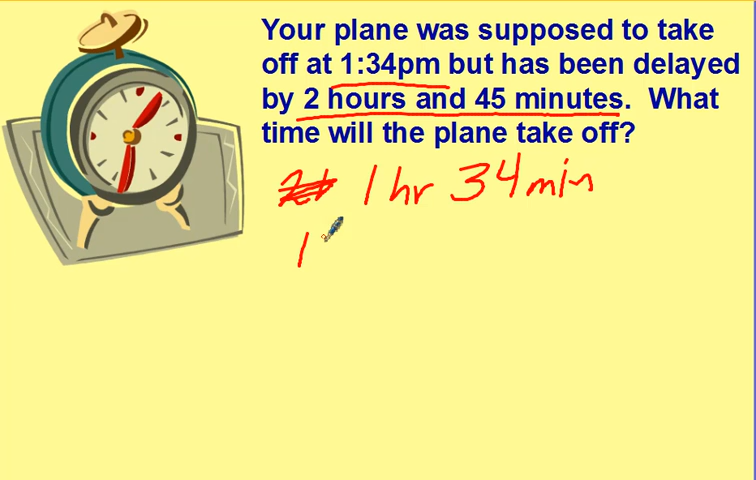 Your plane was supposed to take
off at 1:34pm but has been delayed
by 2 hours and 45 minutes. What
time will the plane take off?
1 hr 34 min
1